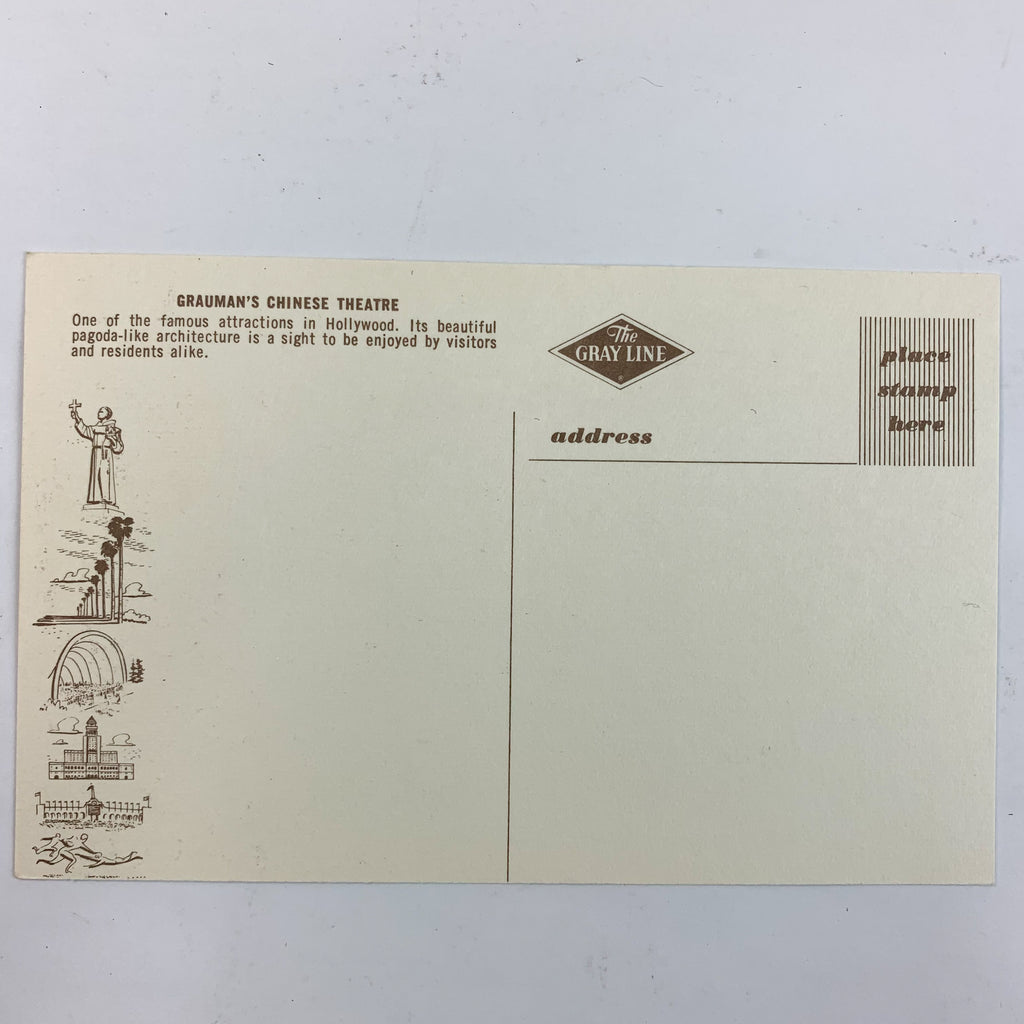 GRAUMAN'S CHINESE THEATRE
One of the famous attractions in Hollywood. Its beautiful
pagoda-like architecture is a sight to be enjoyed by visitors
and residents alike.
The
GRAY LINE
®
address
place
stamp
here